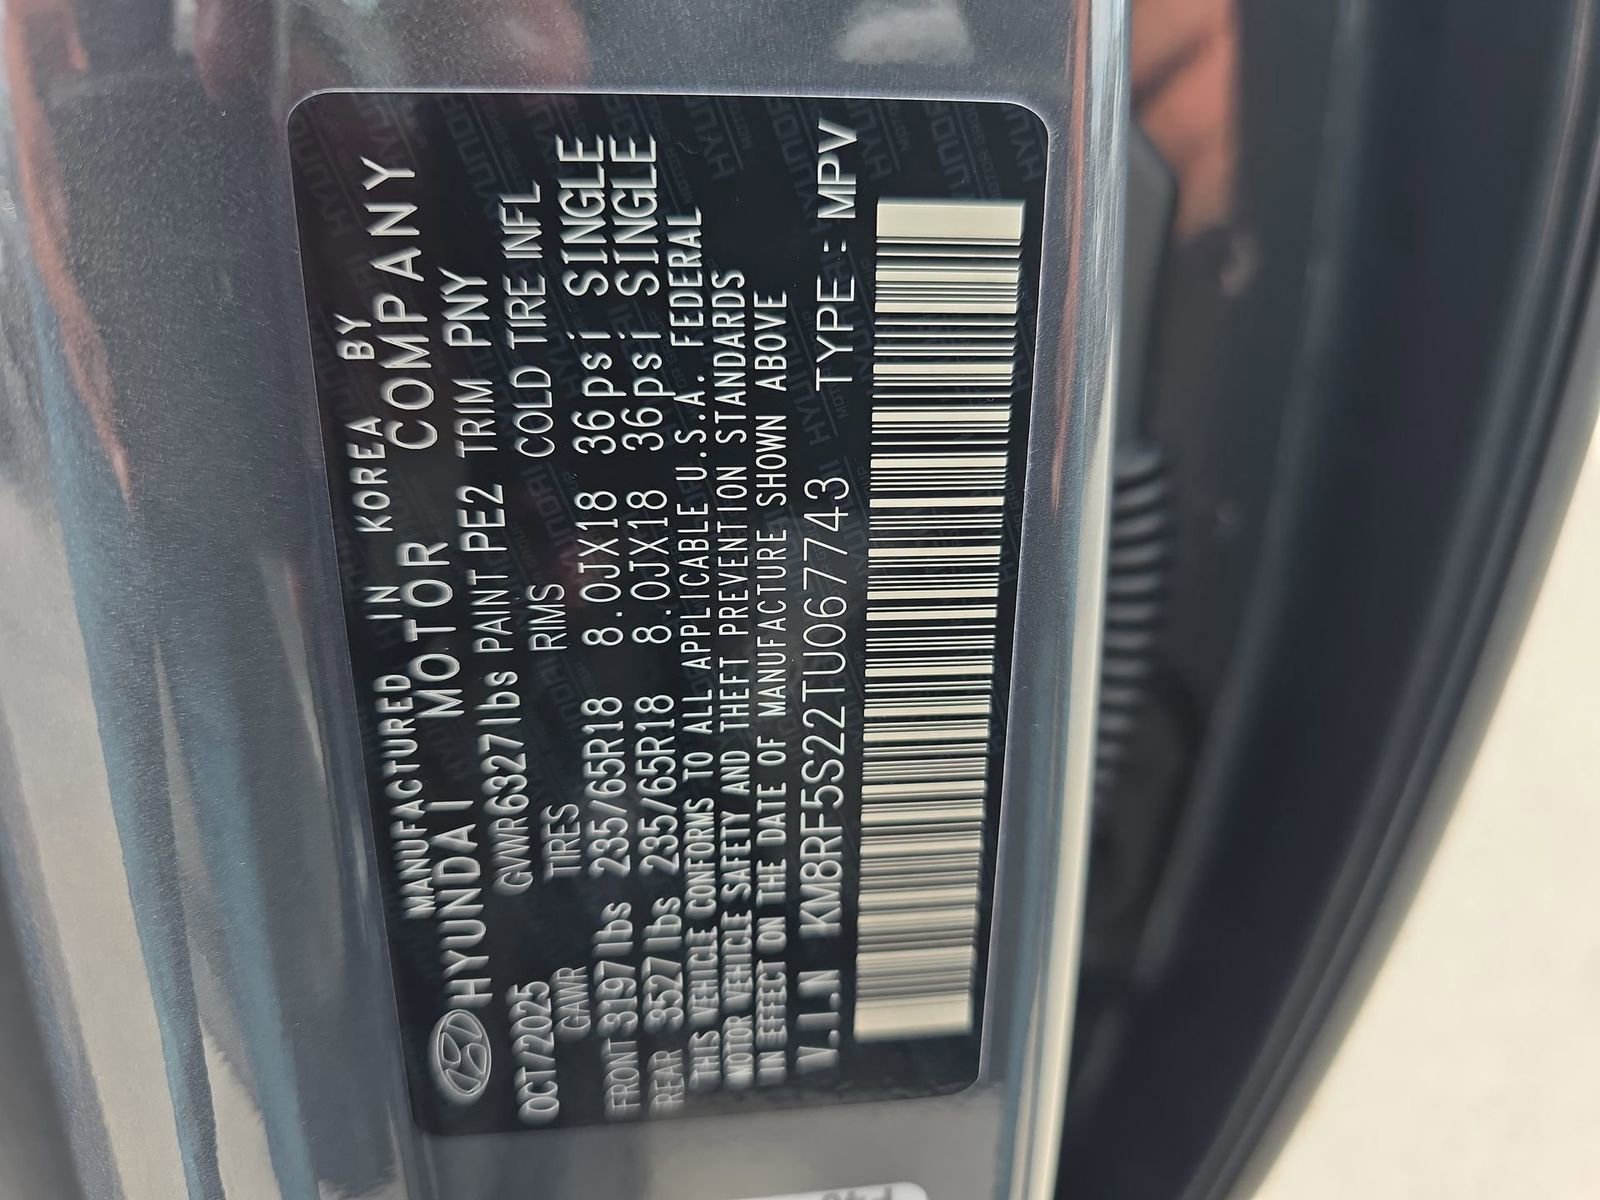 MANUFACTURED IN KOREA BY
HYUNDAI MOTOR COMPANY
OCT/2025 GVWR6327lbs PAINT PE2 TRIM PNY
GAWR TIRES RIMS COLD TIRE INFL
FRONT 3197lbs 235/65R18 8.0JX18 36psi SINGLE
REAR 3527lbs 235/65R18 8.0JX18 36psi SINGLE
THIS VEHICLE CONFORMS TO ALL APPLICABLE U.S.A. FEDERAL
MOTOR VEHICLE SAFETY AND THEFT PREVENTION STANDARDS
IN EFFECT ON THE DATE OF MANUFACTURE SHOWN ABOVE
V.I.N KM8RF5S22TU067743 TYPE: MPV